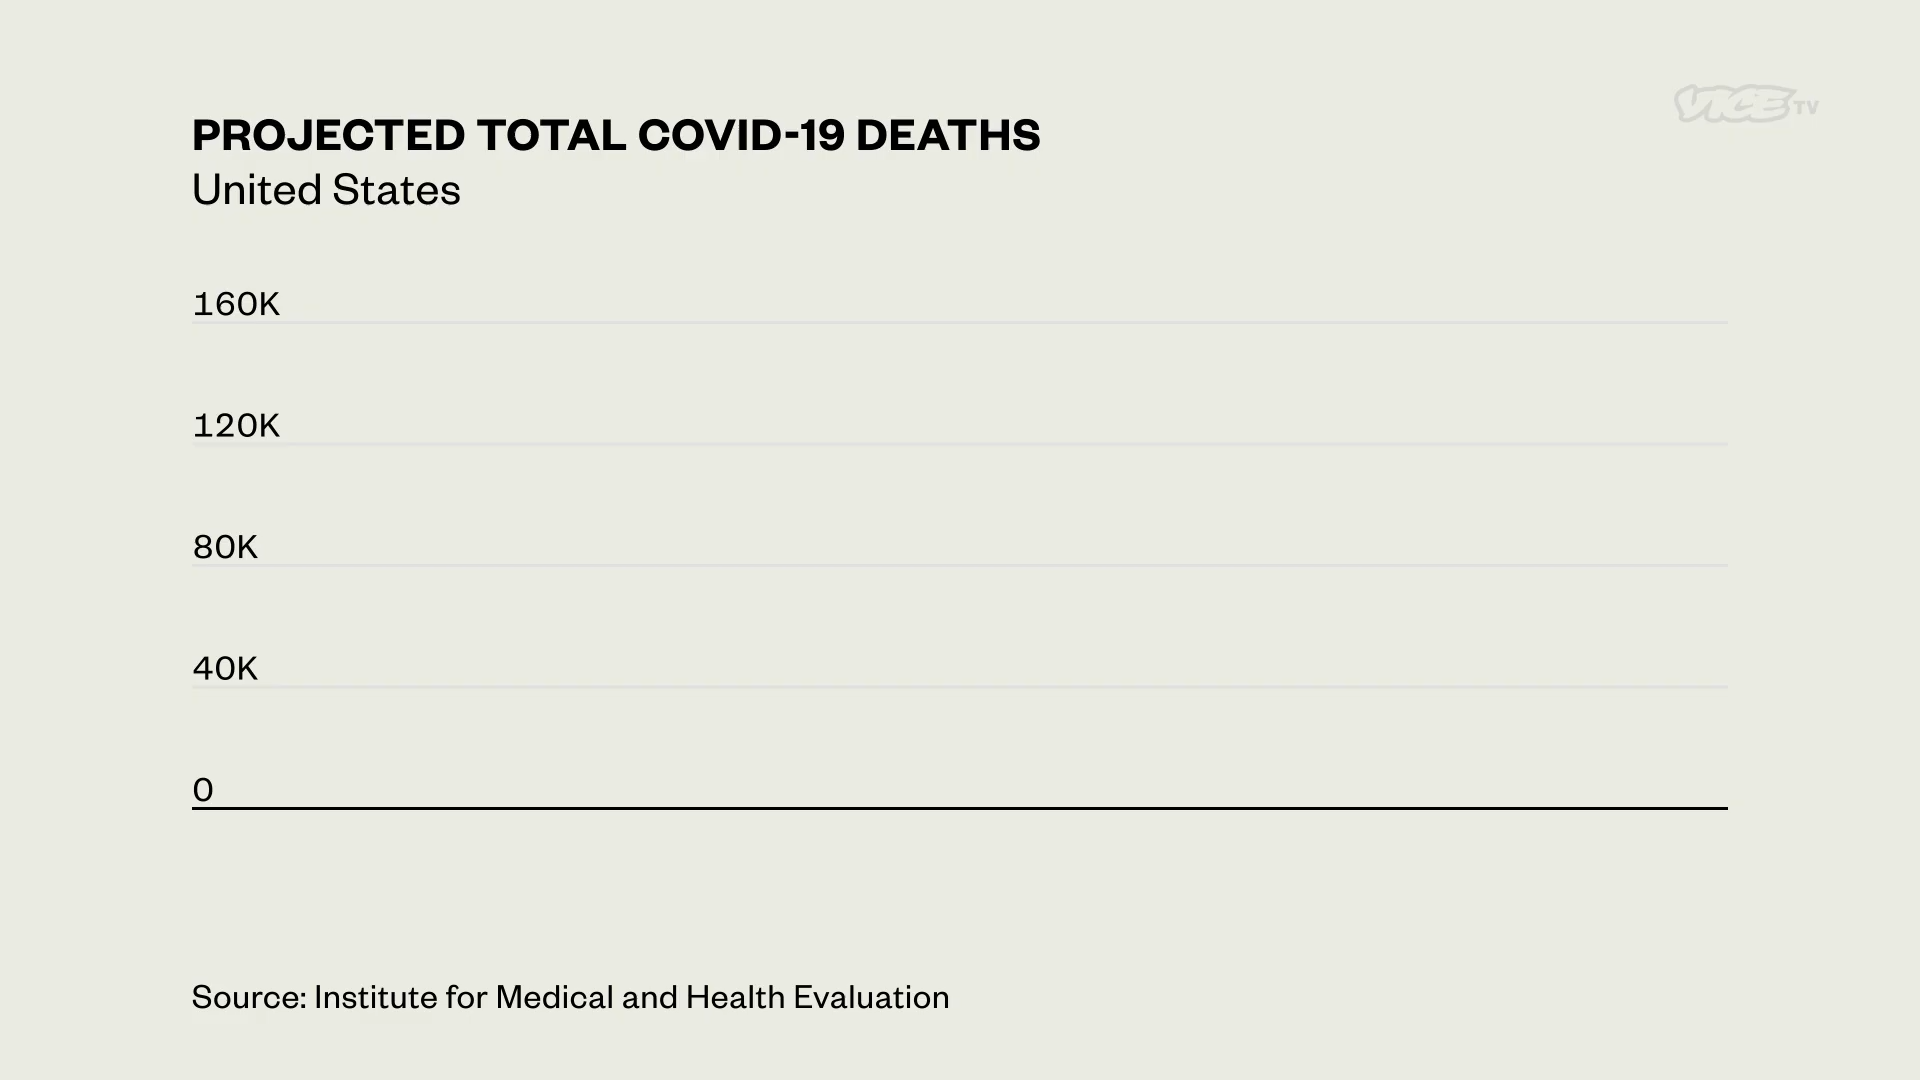 VICE TV
PROJECTED TOTAL COVID-19 DEATHS
United States
160K
120K
80K
40K
0
Source: Institute for Medical and Health Evaluation